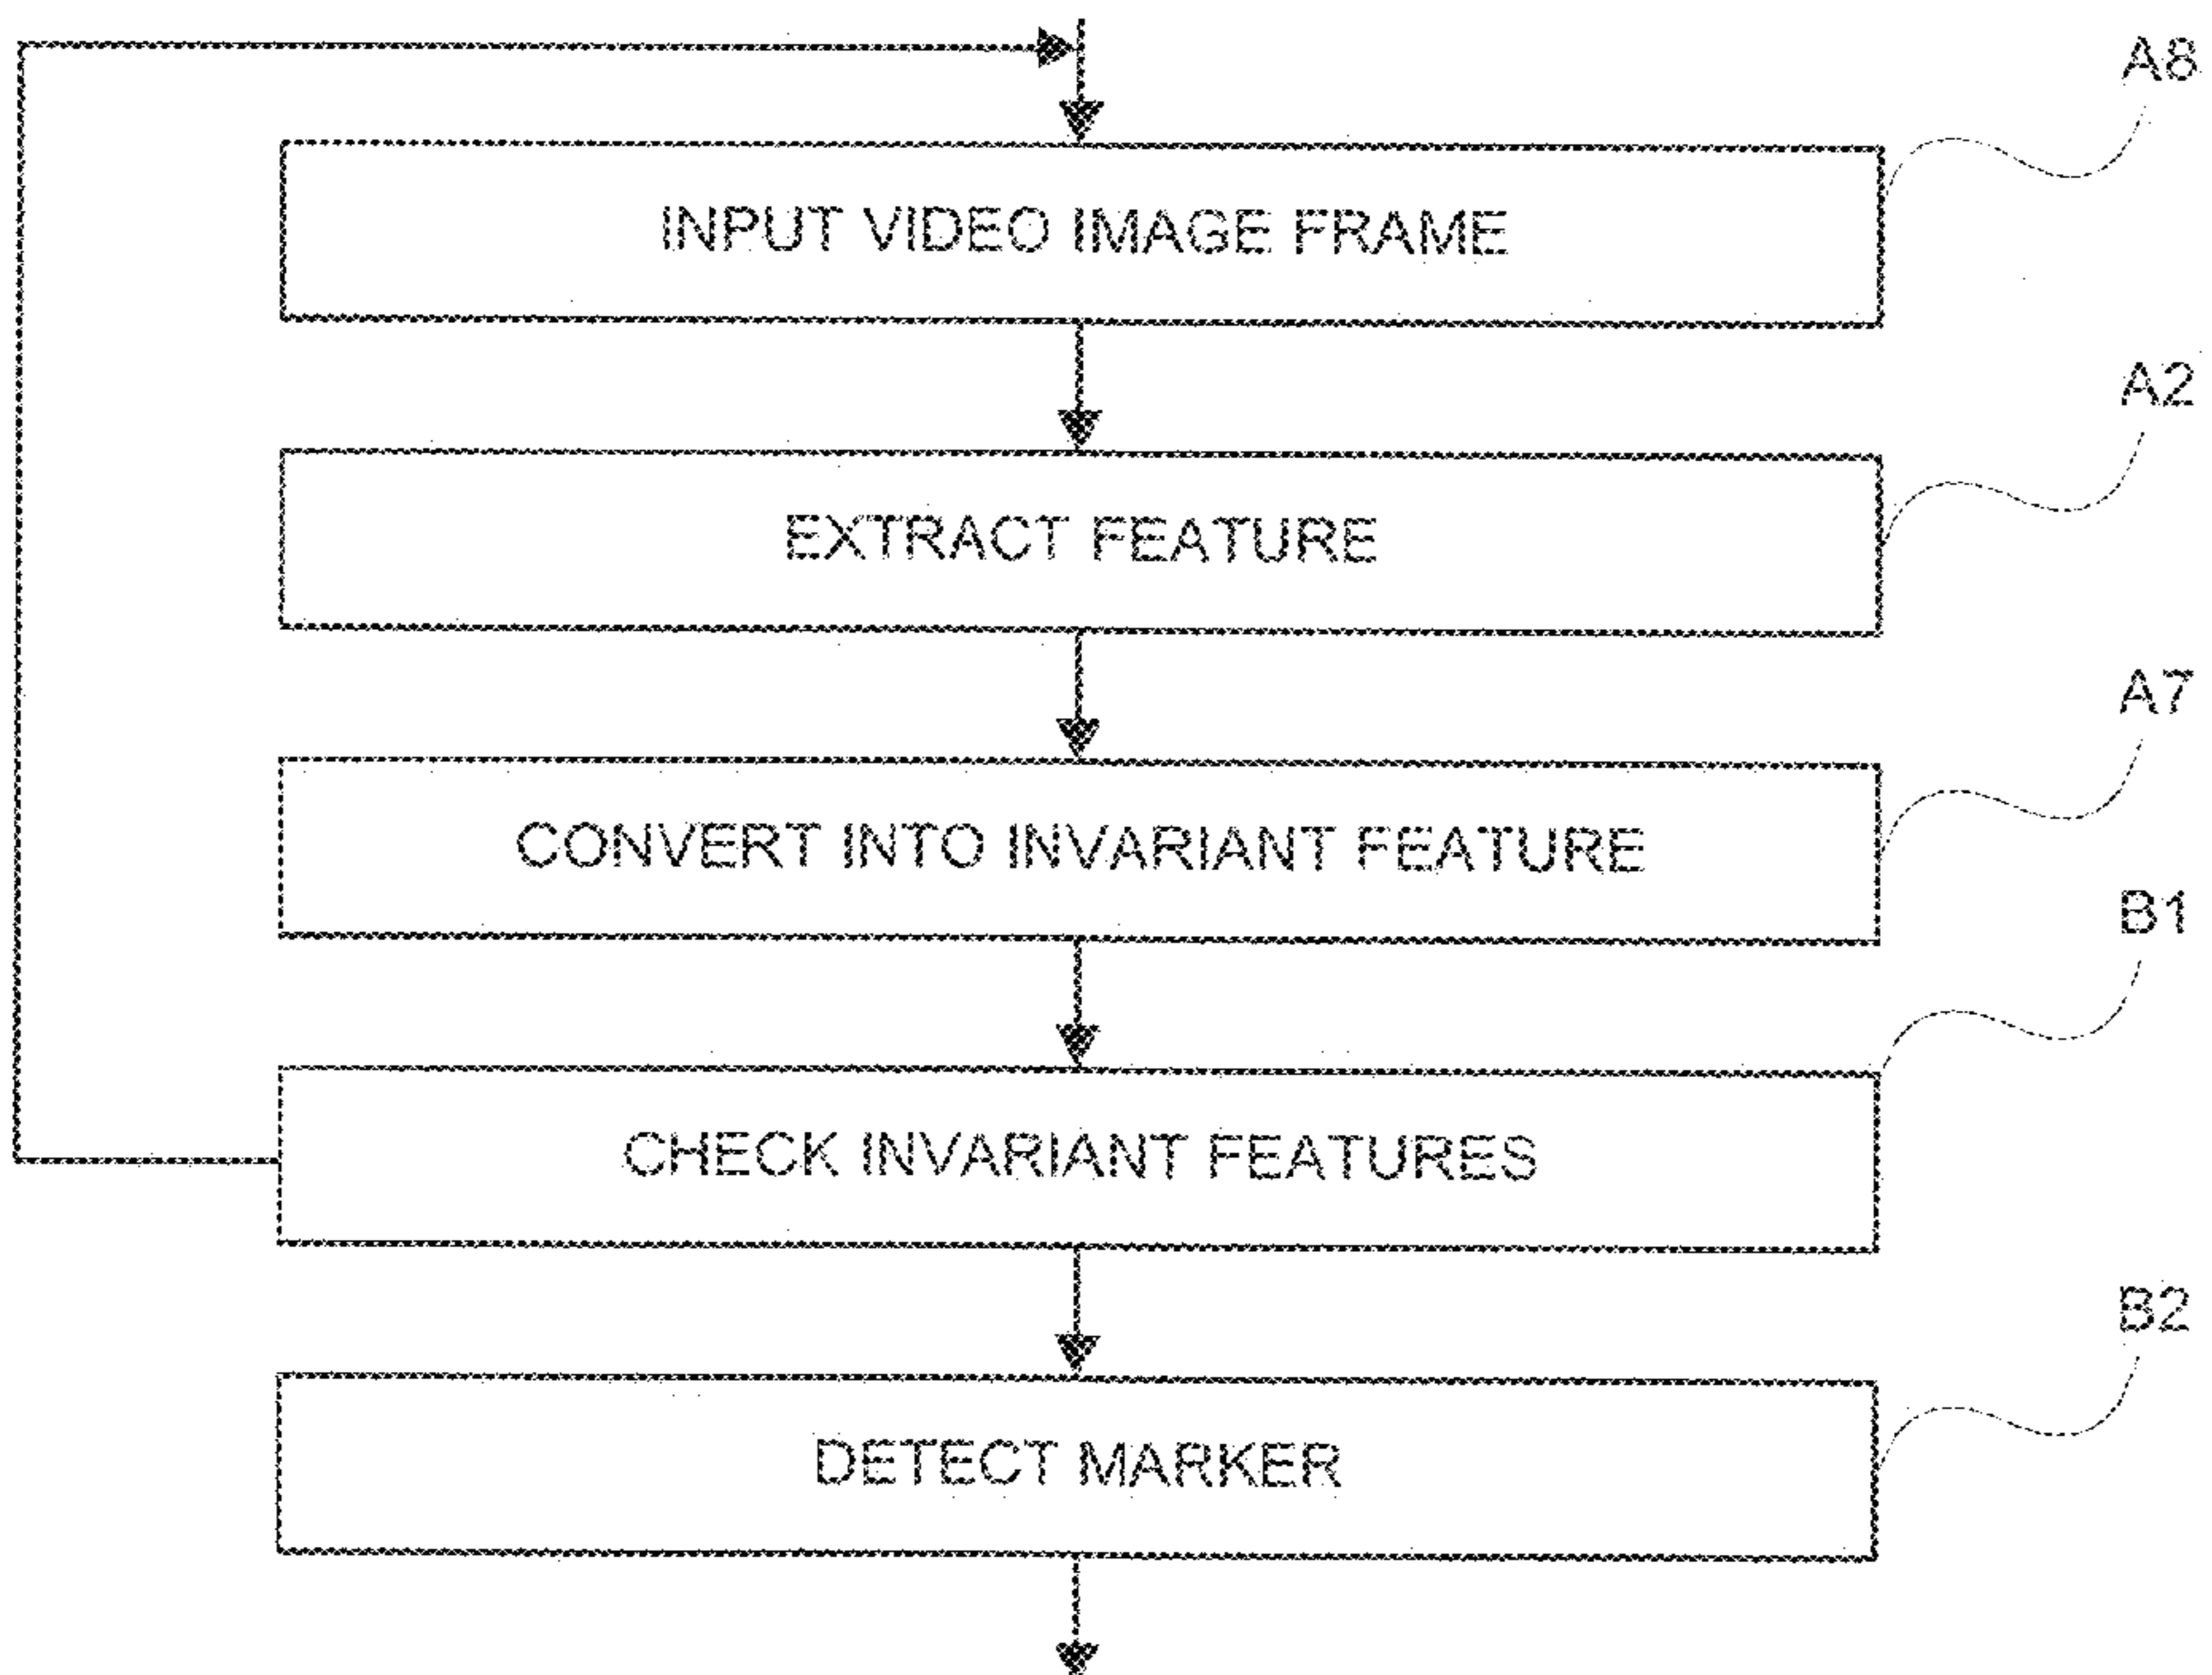 A8
INPUT VIDEO IMAGE FRAME
A2
EXTRACT FEATURE
A7
CONVERT INTO INVARIANT FEATURE
B1
CHECK INVARIANT FEATURES
B2
DETECT MARKER